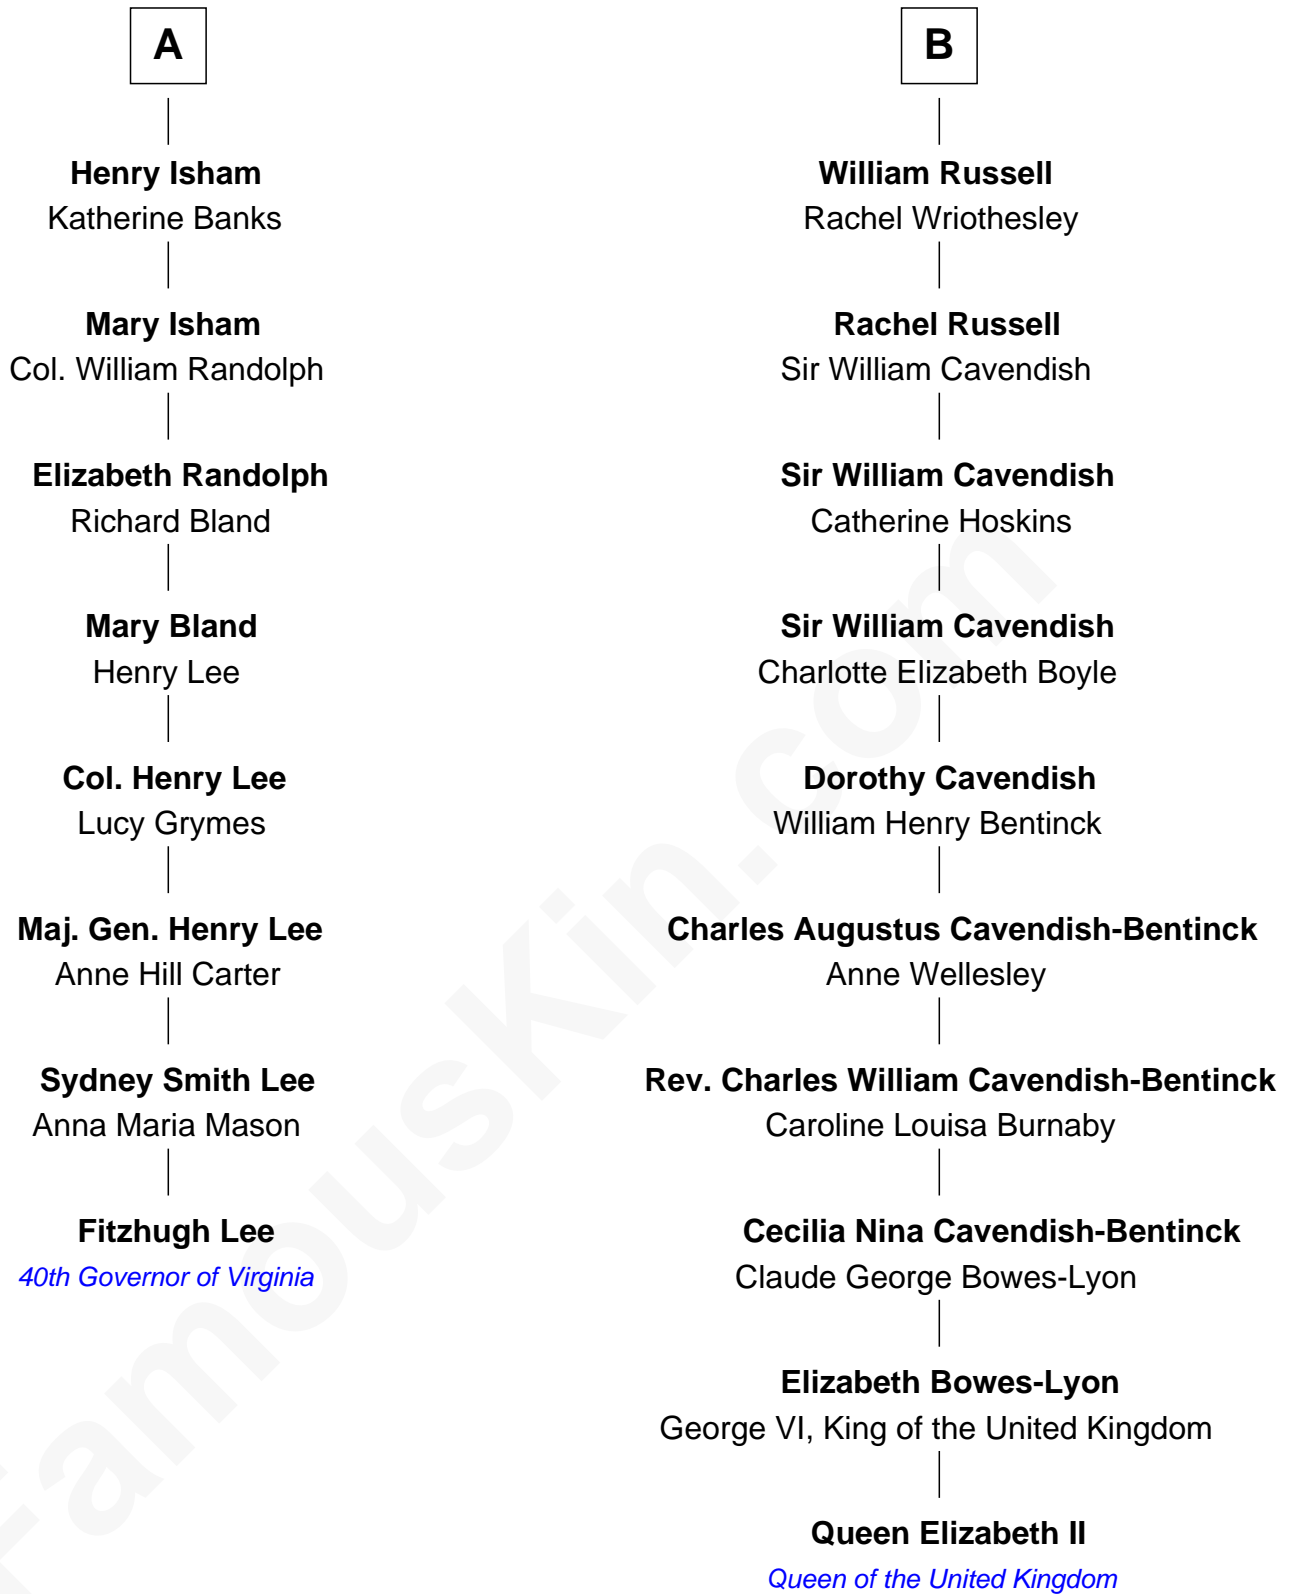 A
Henry Isham
Katherine Banks
Mary Isham
Col. William Randolph
Elizabeth Randolph
Richard Bland
Mary Bland
Henry Lee
Col. Henry Lee
Lucy Grymes
Maj. Gen. Henry Lee
Anne Hill Carter
Sydney Smith Lee
Anna Maria Mason
Fitzhugh Lee
40th Governor of Virginia
B
William Russell
Rachel Wriothesley
Rachel Russell
Sir William Cavendish
Sir William Cavendish
Catherine Hoskins
Sir William Cavendish
Charlotte Elizabeth Boyle
Dorothy Cavendish
William Henry Bentinck
Charles Augustus Cavendish-Bentinck
Anne Wellesley
Rev. Charles William Cavendish-Bentinck
Caroline Louisa Burnaby
Cecilia Nina Cavendish-Bentinck
Claude George Bowes-Lyon
Elizabeth Bowes-Lyon
George VI, King of the United Kingdom
Queen Elizabeth II
Queen of the United Kingdom
FamousKin.com